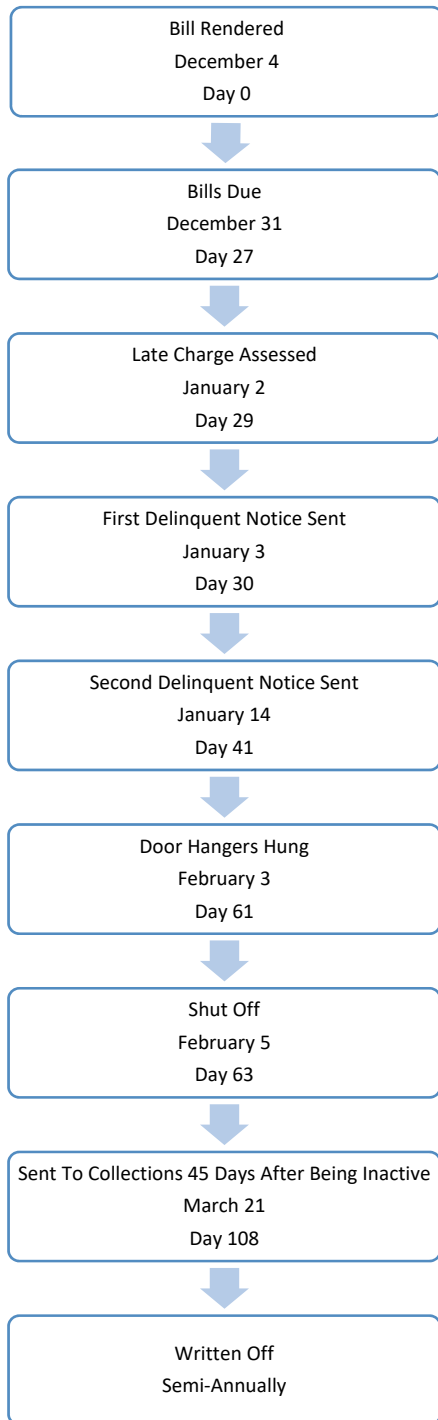 Bill Rendered
December 4
Day 0
Bills Due
December 31
Day 27
Late Charge Assessed
January 2
Day 29
First Delinquent Notice Sent
January 3
Day 30
Second Delinquent Notice Sent
January 14
Day 41
Door Hangers Hung
February 3
Day 61
Shut Off
February 5
Day 63
Sent To Collections 45 Days After Being Inactive
March 21
Day 108
Written Off
Semi-Annually